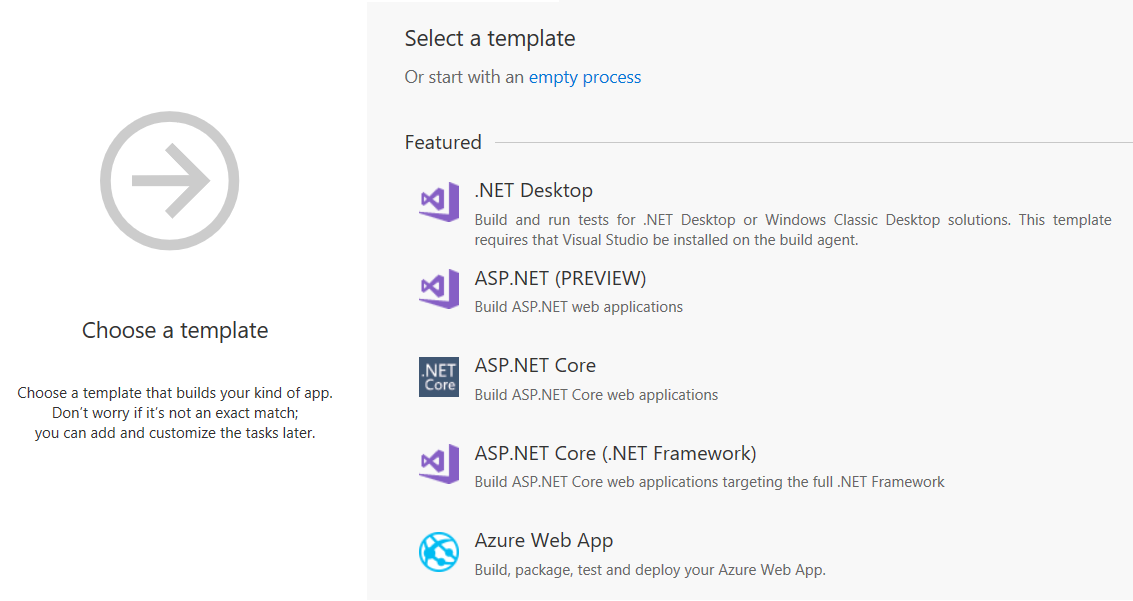 Select a template
Or start with an empty process
Featured
.NET Desktop
Build and run tests for .NET Desktop or Windows Classic Desktop solutions. This template
requires that Visual Studio be installed on the build agent.
ASP.NET (PREVIEW)
Build ASP.NET web applications
.NET
Core
ASP.NET Core
Build ASP.NET Core web applications
ASP.NET Core (.NET Framework)
Build ASP.NET Core web applications targeting the full .NET Framework
Azure Web App
Build, package, test and deploy your Azure Web App.
Choose a template
Choose a template that builds your kind of app.
Don’t worry if it’s not an exact match;
you can add and customize the tasks later.